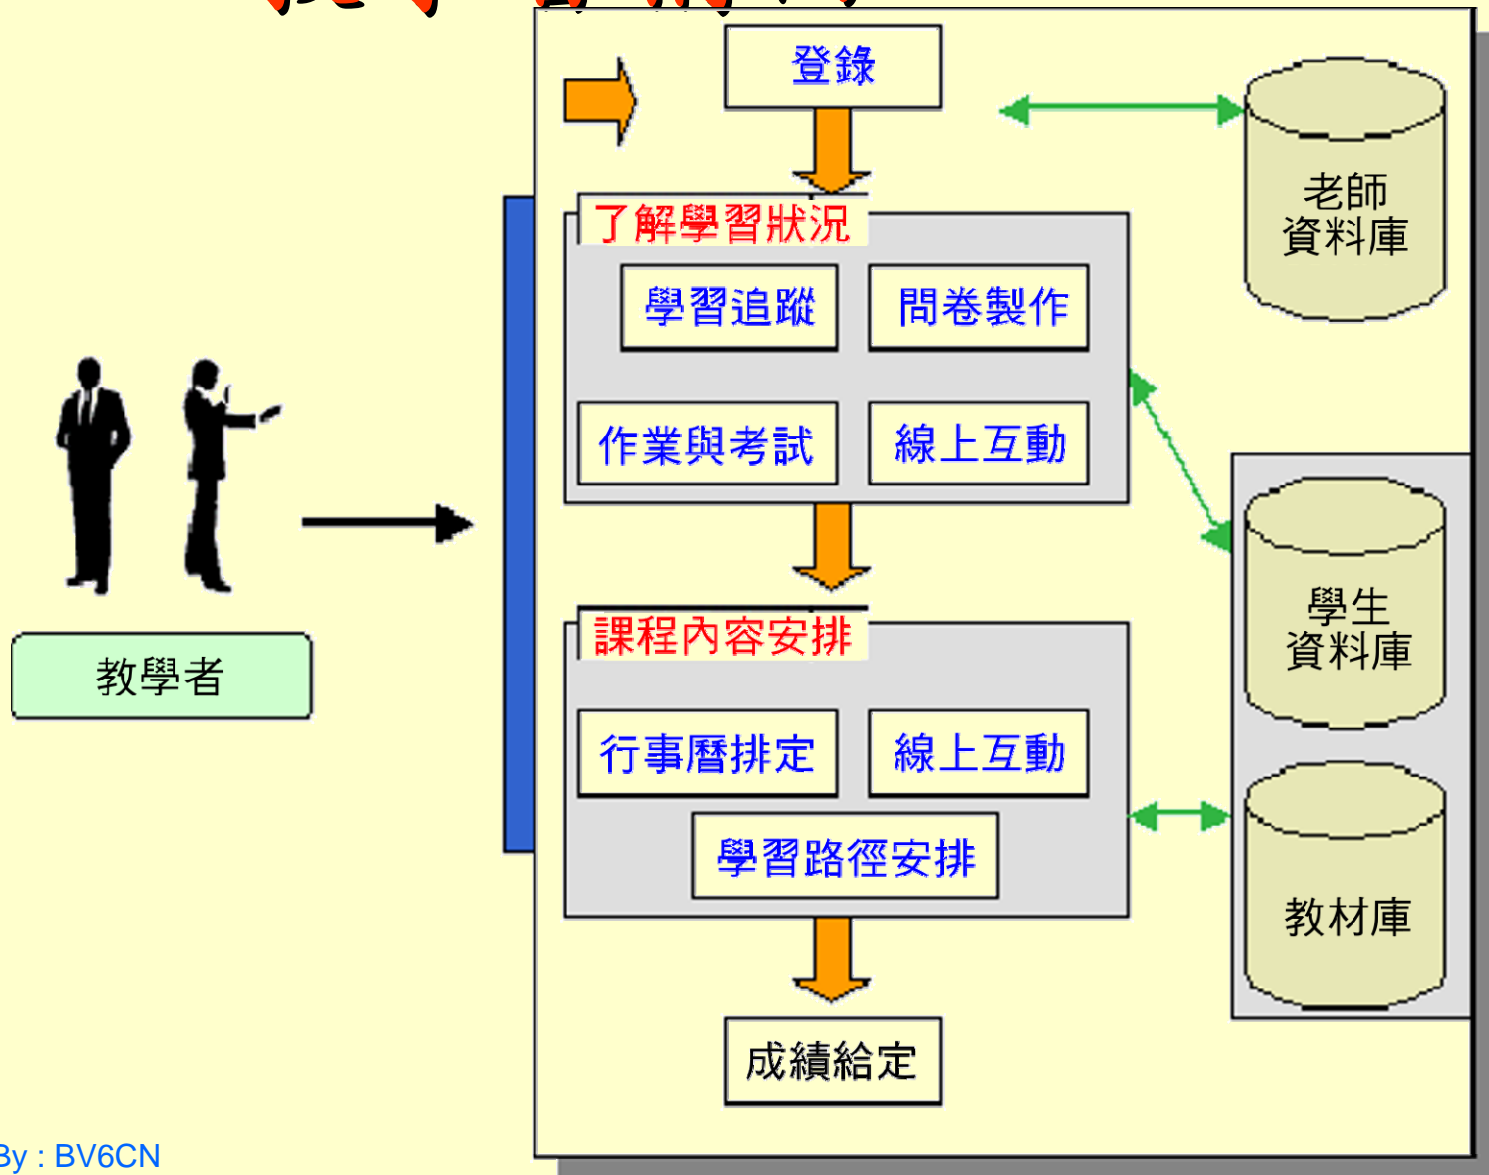 登錄
老師
資料庫
了解學習狀況
學習追蹤
問卷製作
作業與考試
線上互動
學生
資料庫
課程內容安排
教學者
行事曆排定
線上互動
學習路徑安排
教材庫
成績給定
By : BV6CN